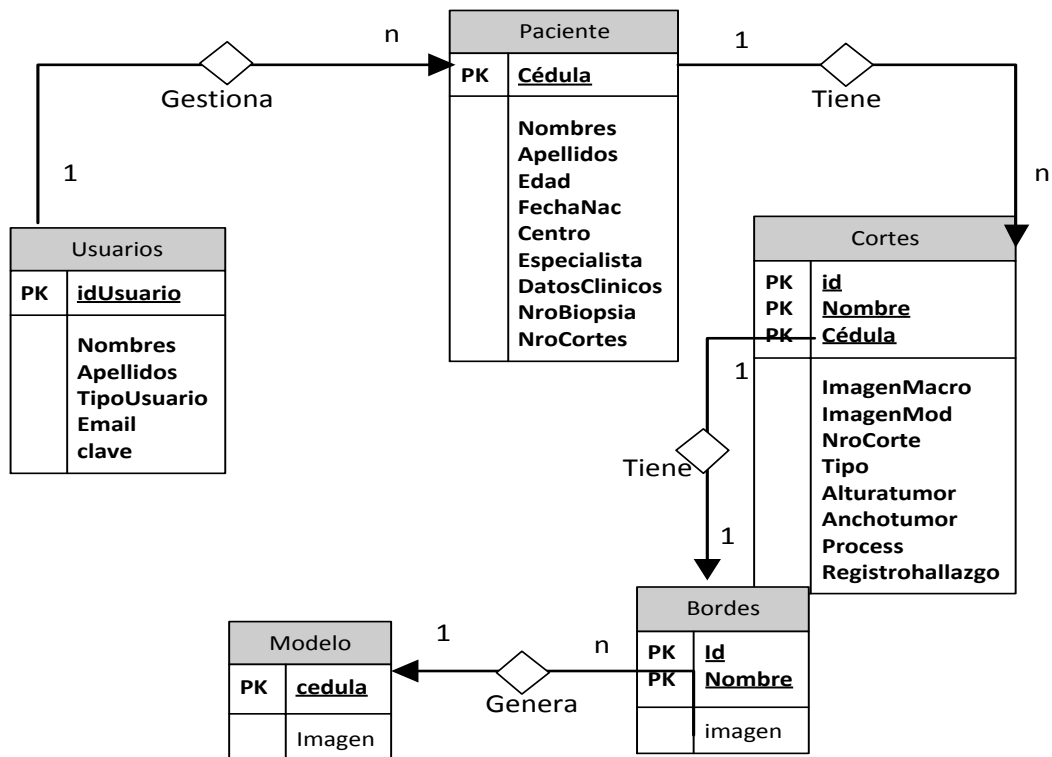 Paciente
PK Cédula
Nombres
Apellidos
Edad
FechaNac
Centro
Especialista
DatosClinicos
NroBiopsia
NroCortes
n
Gestiona
1
1
Tiene
n
Usuarios
PK idUsuario
Nombres
Apellidos
TipoUsuario
Email
clave
Cortes
PK id
PK Nombre
PK Cédula
ImagenMacro
ImagenMod
NroCorte
Tipo
Alturatumor
Anchotumor
Process
Registrohallazgo
1
Tiene
1
Bordes
PK Id
PK Nombre
imagen
n
Genera
1
Modelo
PK cedula
Imagen